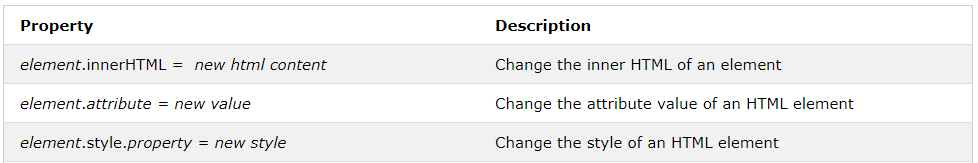 Property Description
element.innerHTML = new html content Change the inner HTML of an element
element.attribute = new value Change the attribute value of an HTML element
element.style.property = new style Change the style of an HTML element